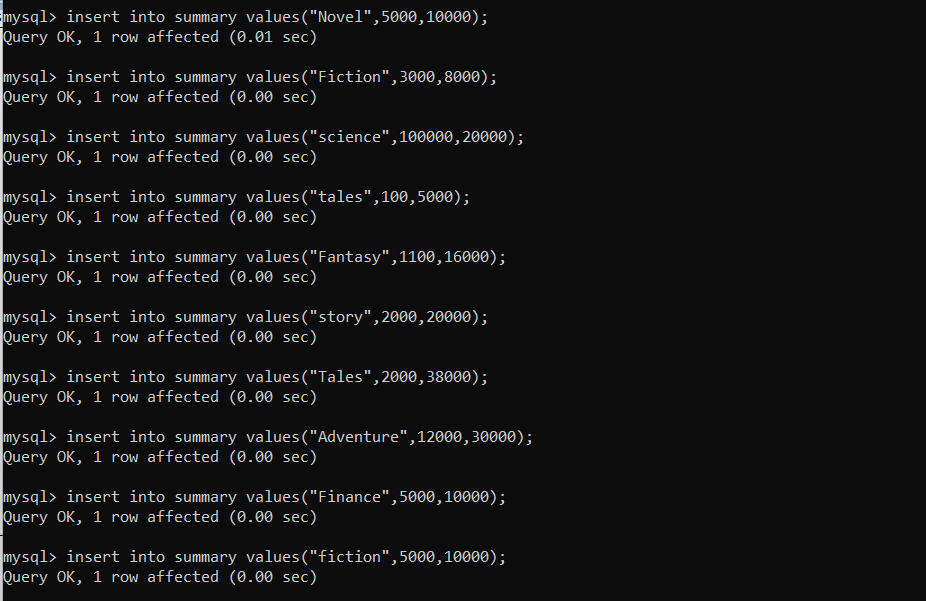 mysql> insert into summary values("Novel",5000,10000);
Query OK, 1 row affected (0.01 sec)
mysql> insert into summary values("Fiction",3000,8000);
Query OK, 1 row affected (0.00 sec)
mysql> insert into summary values("science",100000,20000);
Query OK, 1 row affected (0.00 sec)
mysql> insert into summary values("tales",100,5000);
Query OK, 1 row affected (0.00 sec)
mysql> insert into summary values("Fantasy",1100,16000);
Query OK, 1 row affected (0.00 sec)
mysql> insert into summary values("story",2000,20000);
Query OK, 1 row affected (0.00 sec)
mysql> insert into summary values("Tales",2000,38000);
Query OK, 1 row affected (0.00 sec)
mysql> insert into summary values("Adventure",12000,30000);
Query OK, 1 row affected (0.00 sec)
mysql> insert into summary values("Finance",5000,10000);
Query OK, 1 row affected (0.00 sec)
mysql> insert into summary values("fiction",5000,10000);
Query OK, 1 row affected (0.00 sec)